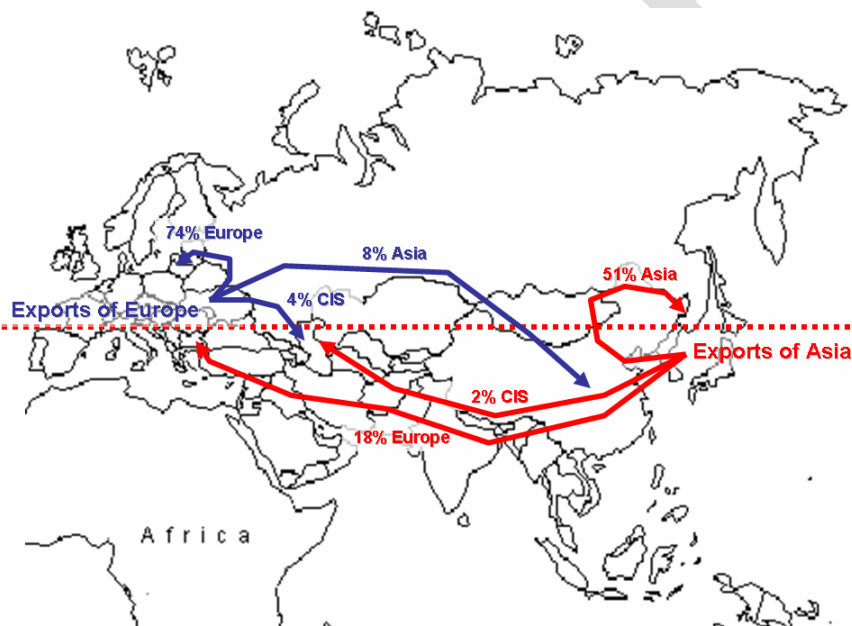 74% Europe
8% Asia
51% Asia
4% CIS
Exports of Europe
Exports of Asia
2% CIS
18% Europe
Africa